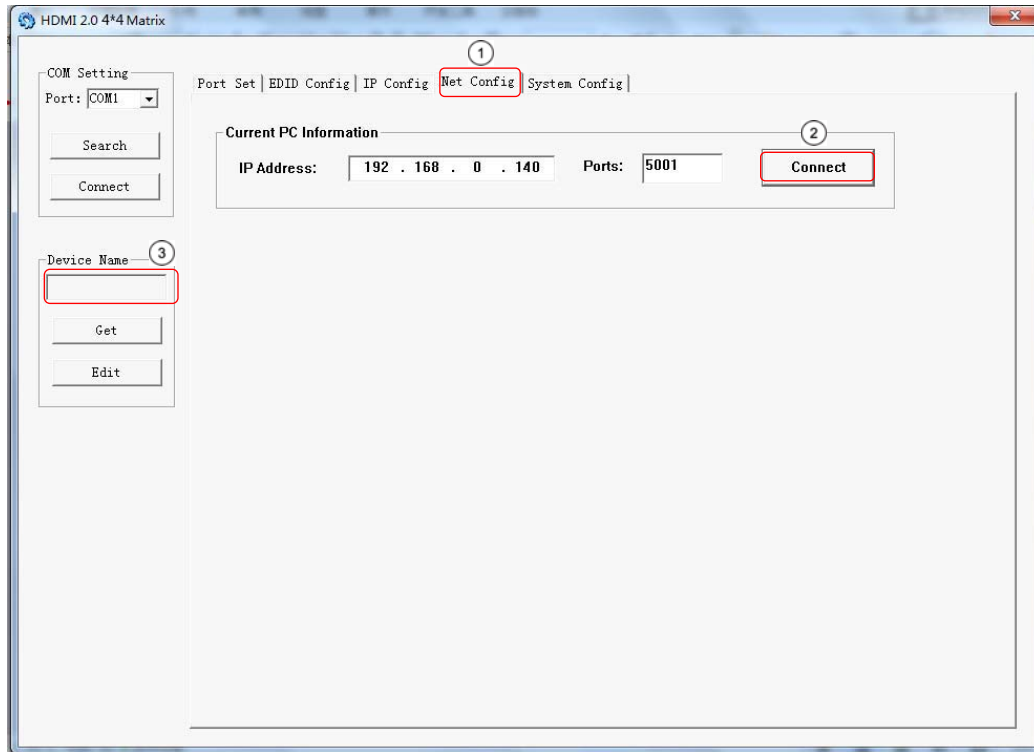 HDMI 2.0 4*4 Matrix
1
COM Setting
Port: COM1
Search
Connect
Port Set EDID Config IP Config Net Config System Config
Current PC Information
2
IP Address: 192 . 168 . 0 . 140 Ports: 5001 Connect
Device Name 3
Get
Edit